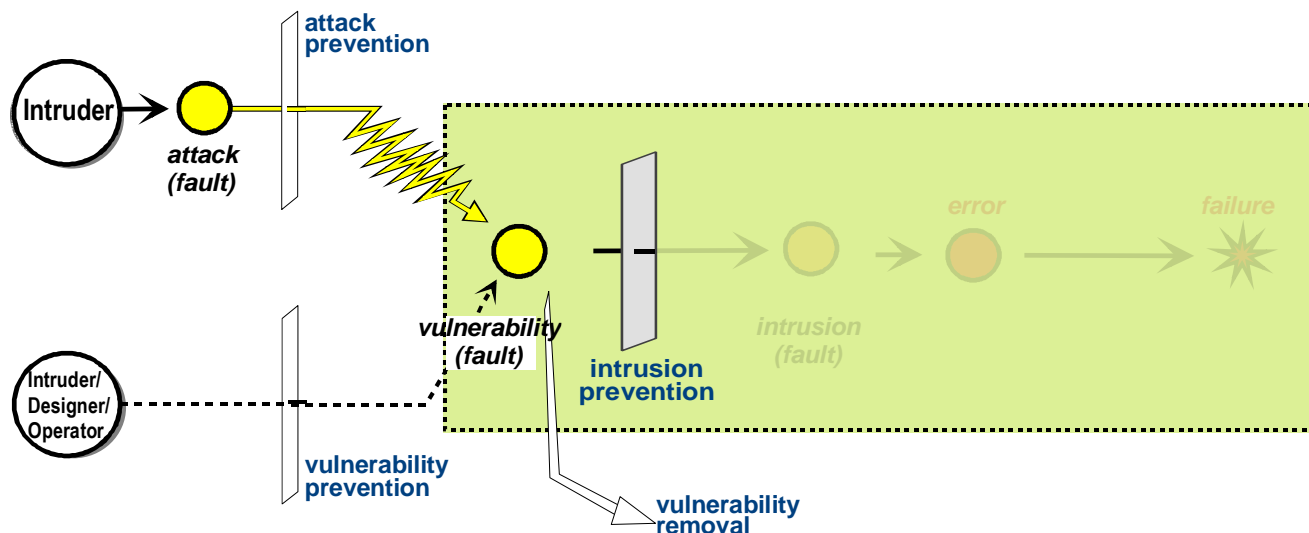 attack
prevention
Intruder
attack
(fault)
error
failure
vulnerability
(fault)
intrusion
(fault)
intrusion
prevention
Intruder/
Designer/
Operator
vulnerability
prevention
vulnerability
removal